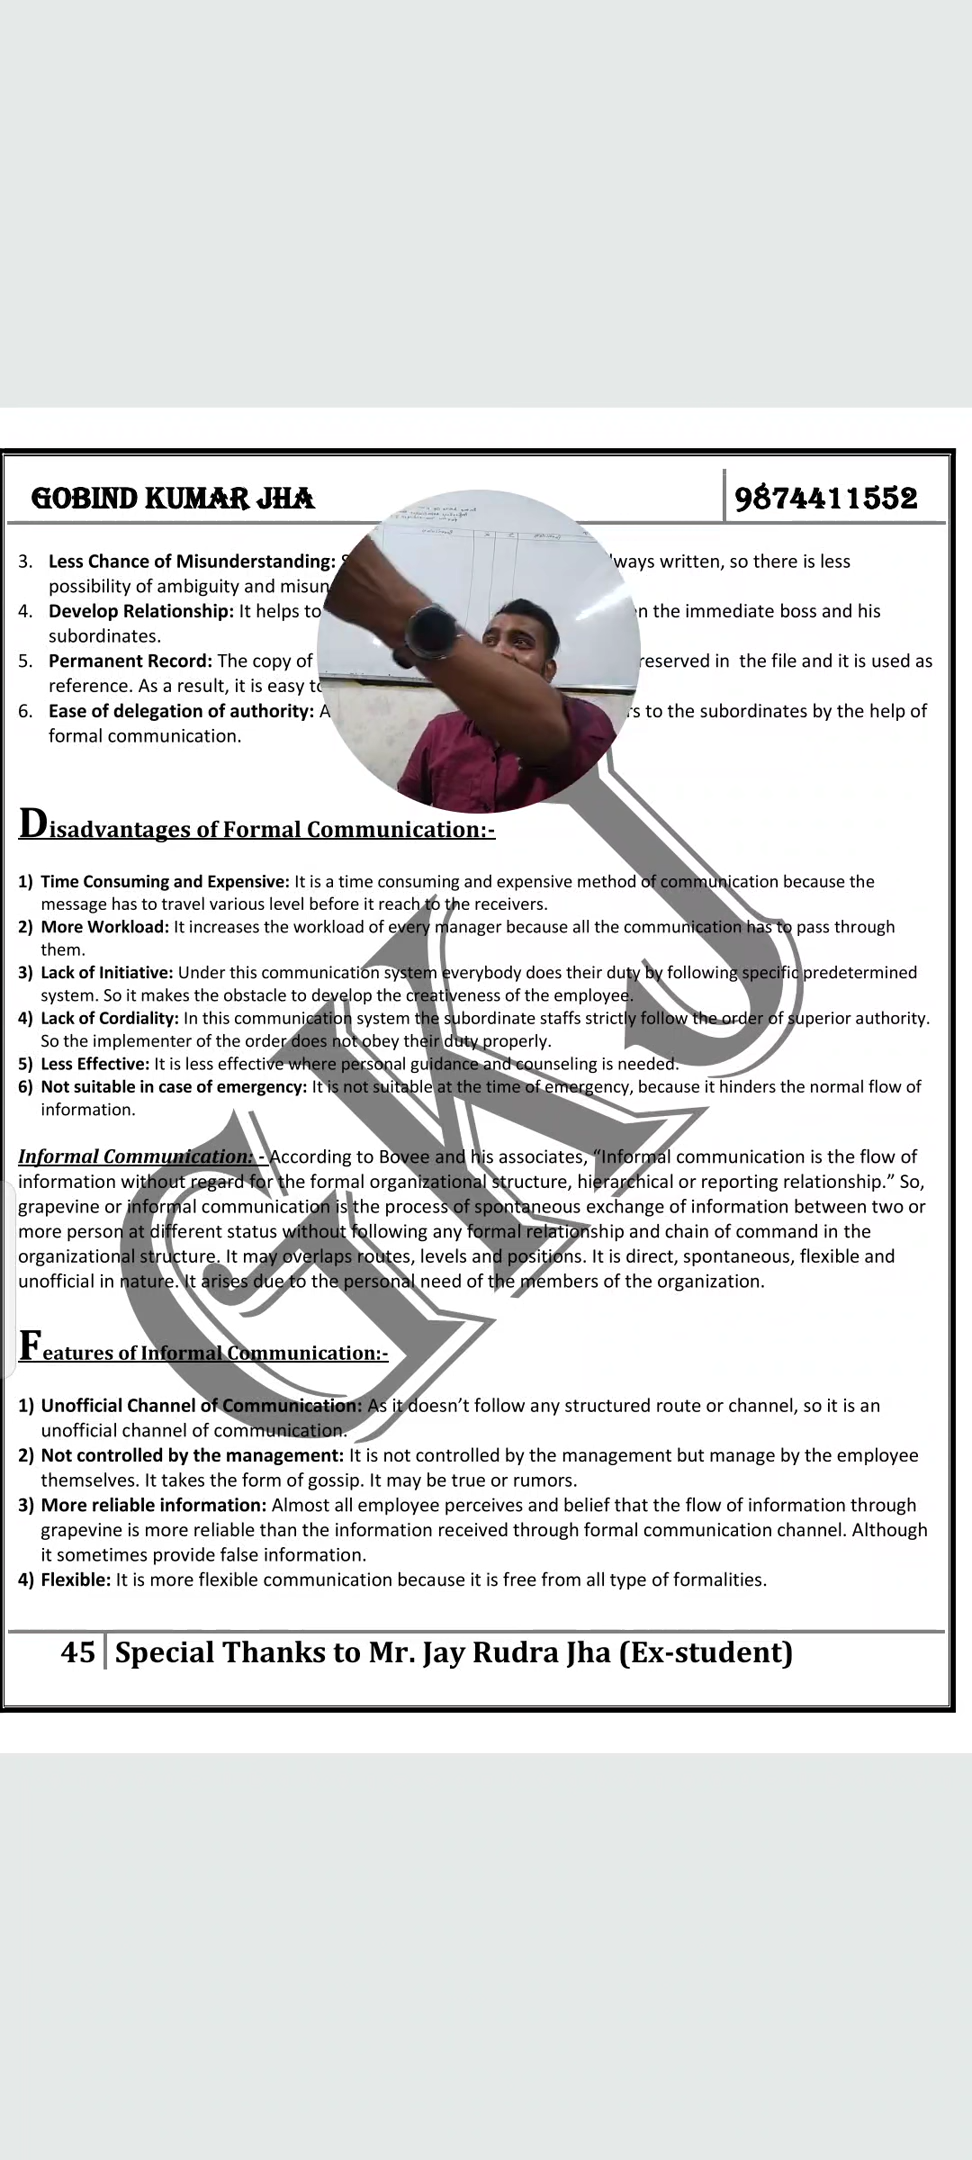 GOBIND KUMAR JHA
9874411552
3. Less Chance of Misunderstanding: ways written, so there is less
possibility of ambiguity and
4. Develop Relationship: It helps to the immediate boss and his
subordinates.
5. Permanent Record: The copy of in the file and it is used as
reference. As a result, it is easy
6. Ease of delegation of authority: to the subordinates by the help of
formal communication.
Disadvantages of Formal Communication:-
1) Time Consuming and Expensive: It is a time consuming and expensive method of communication because the
message has to travel various level before it reach to the receivers.
2) More Workload: It increases the workload of every manager because all the communication has to pass through
them.
3) Lack of Initiative: Under this communication system everybody does their duty by following specific predetermined
system. So it makes the obstacle to develop the creativeness of the employee.
4) Lack of Cordiality: In this communication system the subordinate staffs strictly follow the order of superior authority.
So the implementer of the order does not obey their duty properly.
5) Less Effective: It is less effective where personal guidance and counseling is needed.
6) Not suitable in case of emergency: It is not suitable at the time of emergency, because it hinders the normal flow of
information.
Informal Communication: - According to Bovee and his associates, “Informal communication is the flow of
information without regard for the formal organizational structure, hierarchical or reporting relationship.” So,
grapevine or informal communication is the process of spontaneous exchange of information between two or
more person at different status without following any formal relationship and chain of command in the
organizational structure. It may overlaps routes, levels and positions. It is direct, spontaneous, flexible and
unofficial in nature. It arises due to the personal need of the members of the organization.
Features of Informal Communication:-
1) Unofficial Channel of Communication: As it doesn’t follow any structured route or channel, so it is an
unofficial channel of communication.
2) Not controlled by the management: It is not controlled by the management but manage by the employee
themselves. It takes the form of gossip. It may be true or rumors.
3) More reliable information: Almost all employee perceives and belief that the flow of information through
grapevine is more reliable than the information received through formal communication channel. Although
it sometimes provide false information.
4) Flexible: It is more flexible communication because it is free from all type of formalities.
GKJ
45 Special Thanks to Mr. Jay Rudra Jha (Ex-student)